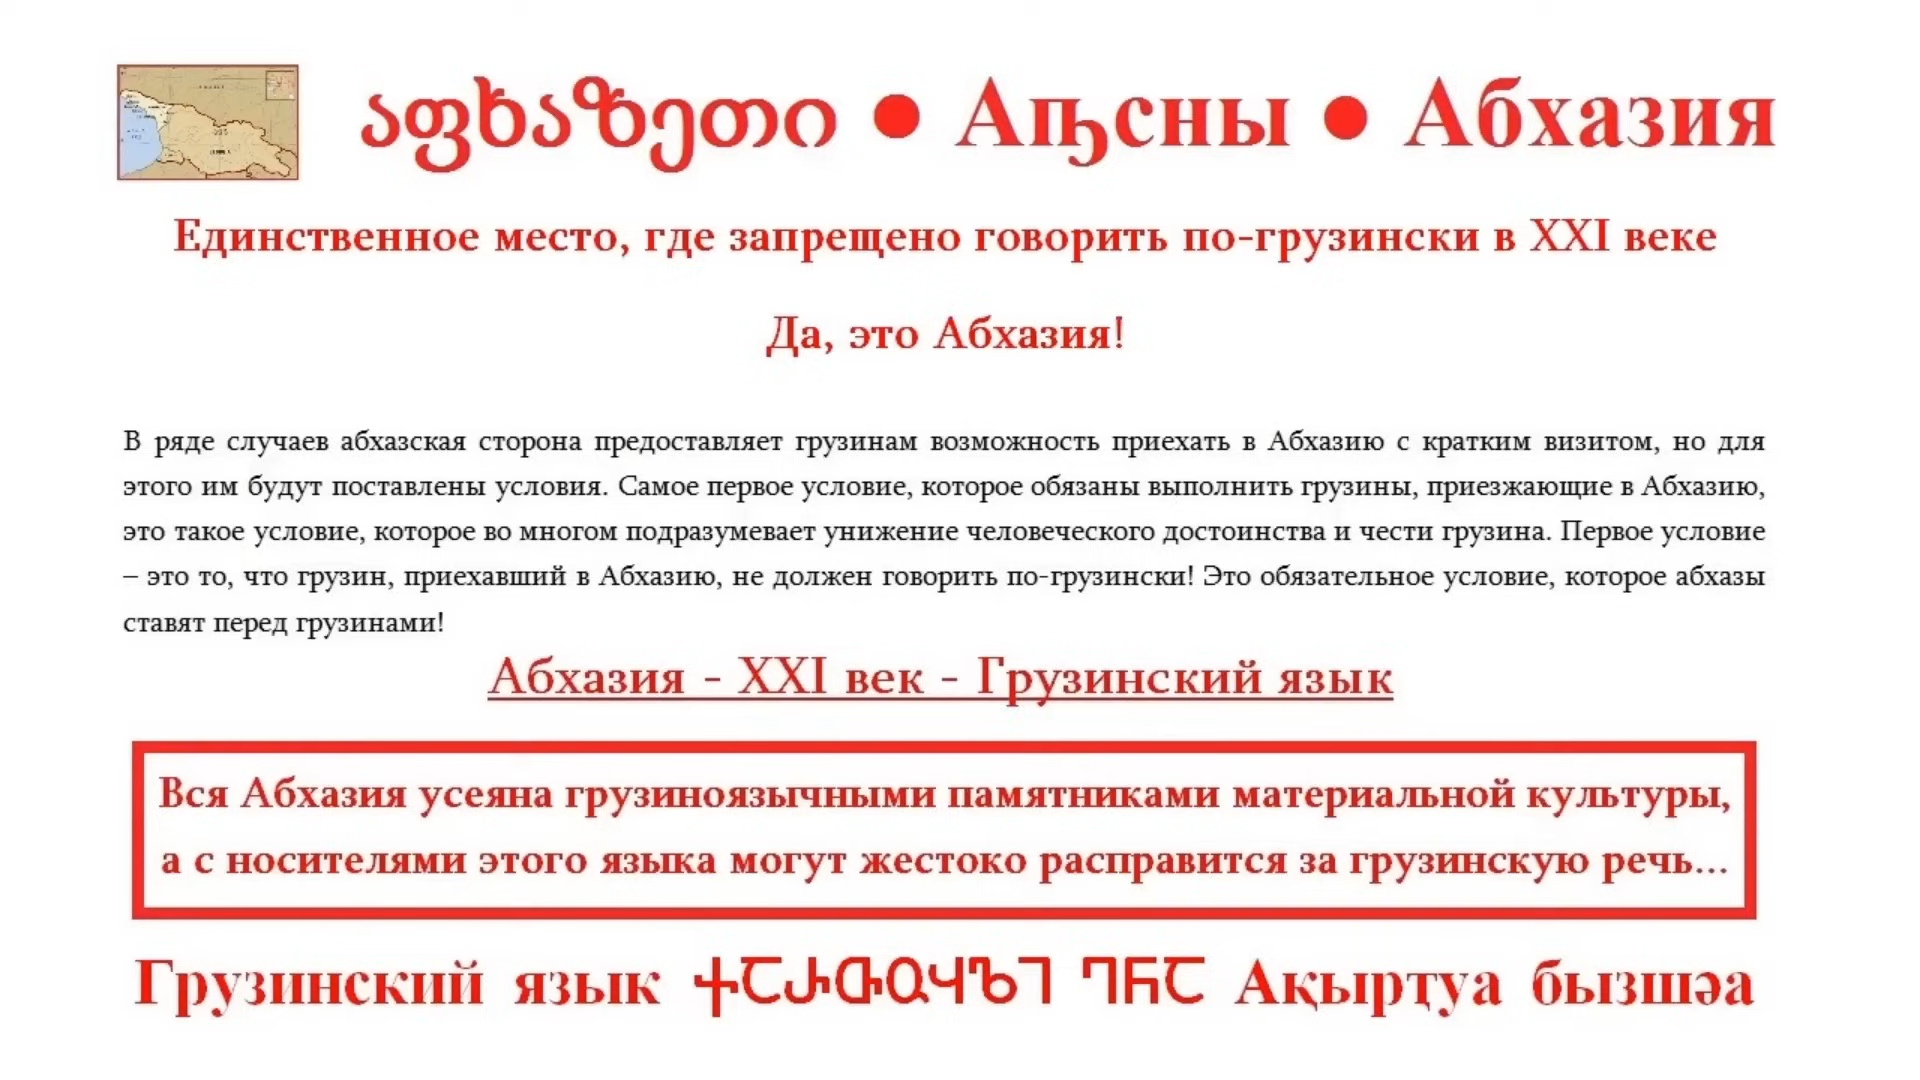 აფხაზეთი ● Аҧсны ● Абхазия
Единственное место, где запрещено говорить по-грузински в XXI веке
Да, это Абхазия!
В ряде случаев абхазская сторона предоставляет грузинам возможность приехать в Абхазию с кратким визитом, но для
этого им будут поставлены условия. Самое первое условие, которое обязаны выполнить грузины, приезжающие в Абхазию,
это такое условие, которое во многом подразумевает унижение человеческого достоинства и чести грузина. Первое условие
– это то, что грузин, приехавший в Абхазию, не должен говорить по-грузински! Это обязательное условие, которое абхазы
ставят перед грузинами!
Абхазия - XXI век - Грузинский язык
Вся Абхазия усеяна грузиноязычными памятниками материальной культуры,
а с носителями этого языка могут жестоко расправится за грузинскую речь...
Грузинский язык ႵႠႰႧႭჃႪႨ ႤႬႠ Ақырҭуа бызшәа